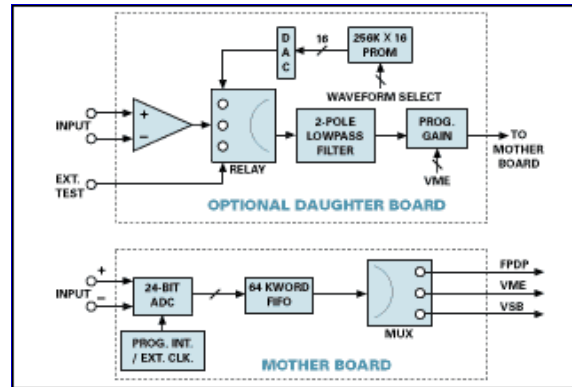 D
A
C
16
256K X 16
PROM
WAVEFORM SELECT
INPUT
+
−
2-POLE
LOWPASS
FILTER
PROG.
GAIN
TO
MOTHER
BOARD
RELAY
EXT.
TEST
VME
OPTIONAL DAUGHTER BOARD
INPUT
+
−
24-BIT
ADC
64 KWORD
FIFO
FPDP
VME
VSB
MUX
PROG. INT.
/ EXT. CLK.
MOTHER BOARD